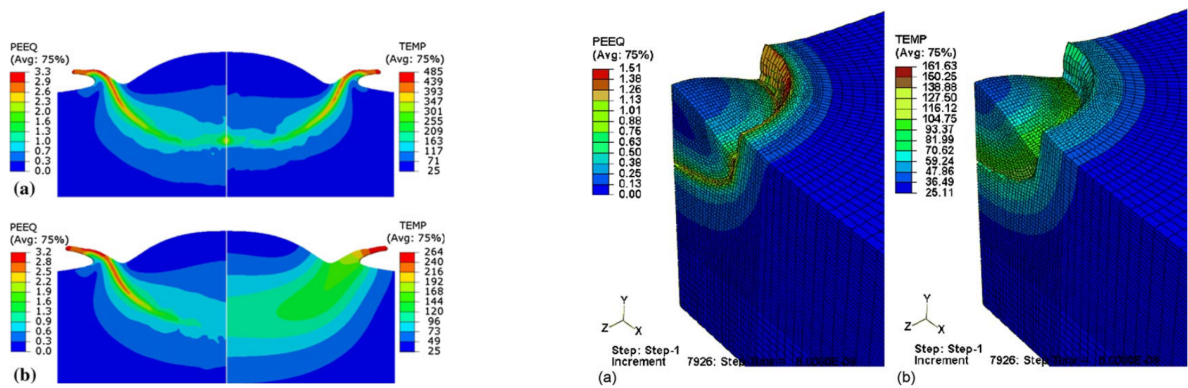 PEEQ
(Avg: 75%)
3.3
2.9
2.6
2.3
2.0
1.6
1.3
1.0
0.7
0.3
0.0
TEMP
(Avg: 75%)
485
439
393
347
301
255
209
163
117
71
25
(a)
PEEQ
(Avg: 75%)
3.2
2.8
2.5
2.2
1.9
1.6
1.3
0.9
0.6
0.3
0.0
TEMP
(Avg: 75%)
264
240
216
192
168
144
120
96
73
49
25
(b)
PEEQ
(Avg: 75%)
1.51
1.38
1.26
1.13
1.01
0.88
0.76
0.63
0.50
0.38
0.25
0.13
0.00
Y
Z
X
Step: Step-1
Increment 7926: Step
(a)
TEMP
(Avg: 75%)
161.63
150.25
138.88
127.50
116.12
104.75
93.37
81.99
70.62
59.24
47.86
36.49
25.11
Y
Z
X
Step: Step-1
Increment 7926: Step
(b)